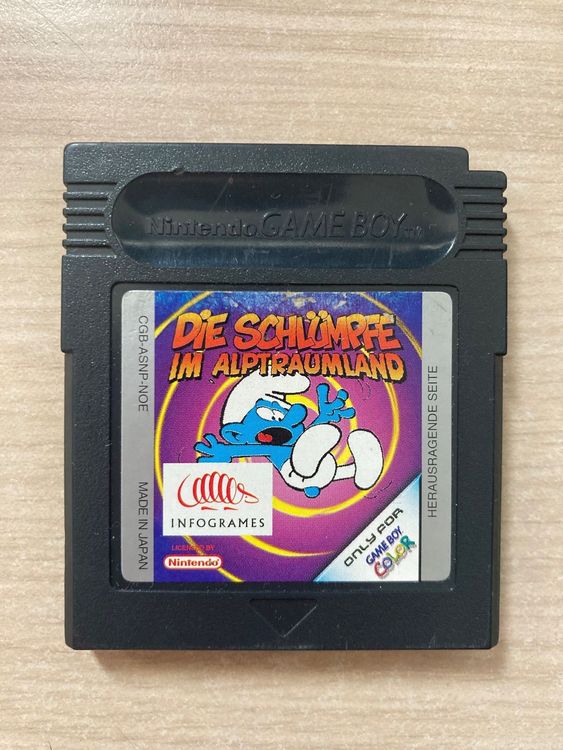 Nintendo GAME BOY TM
CGB-ASNP-NOE
MADE IN JAPAN
DIE SCHLÜMPFE
IM ALPTRAUMLAND
INFOGRAMES
LICENSED BY
Nintendo
ONLY FOR
GAME BOY
COLOR
HERAUSRAGENDE SEITE